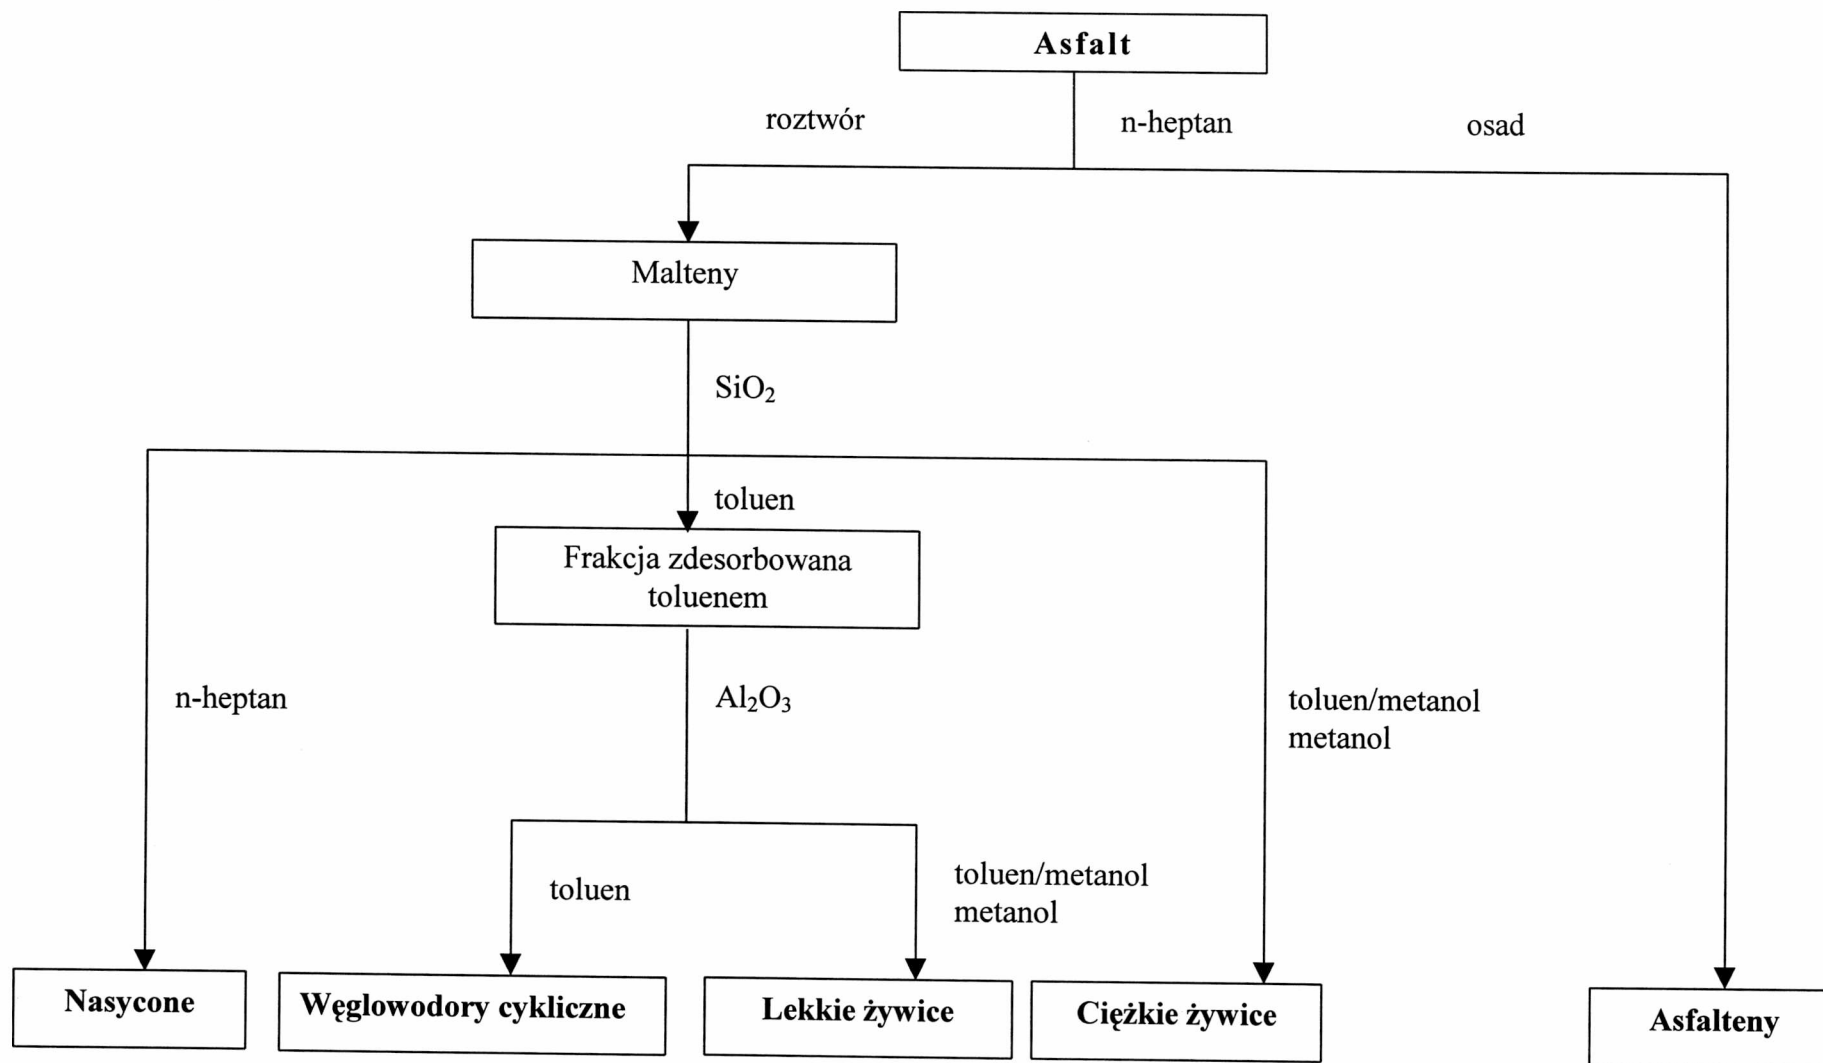 Asfalt
roztwór
n-heptan
osad
Malteny
SiO₂
toluen
Frakcja zdesorbowana
toluenem
n-heptan
Al₂O₃
toluen/metanol
metanol
toluen
toluen/metanol
metanol
Nasycone
Węglowodory cykliczne
Lekkie żywice
Ciężkie żywice
Asfalteny